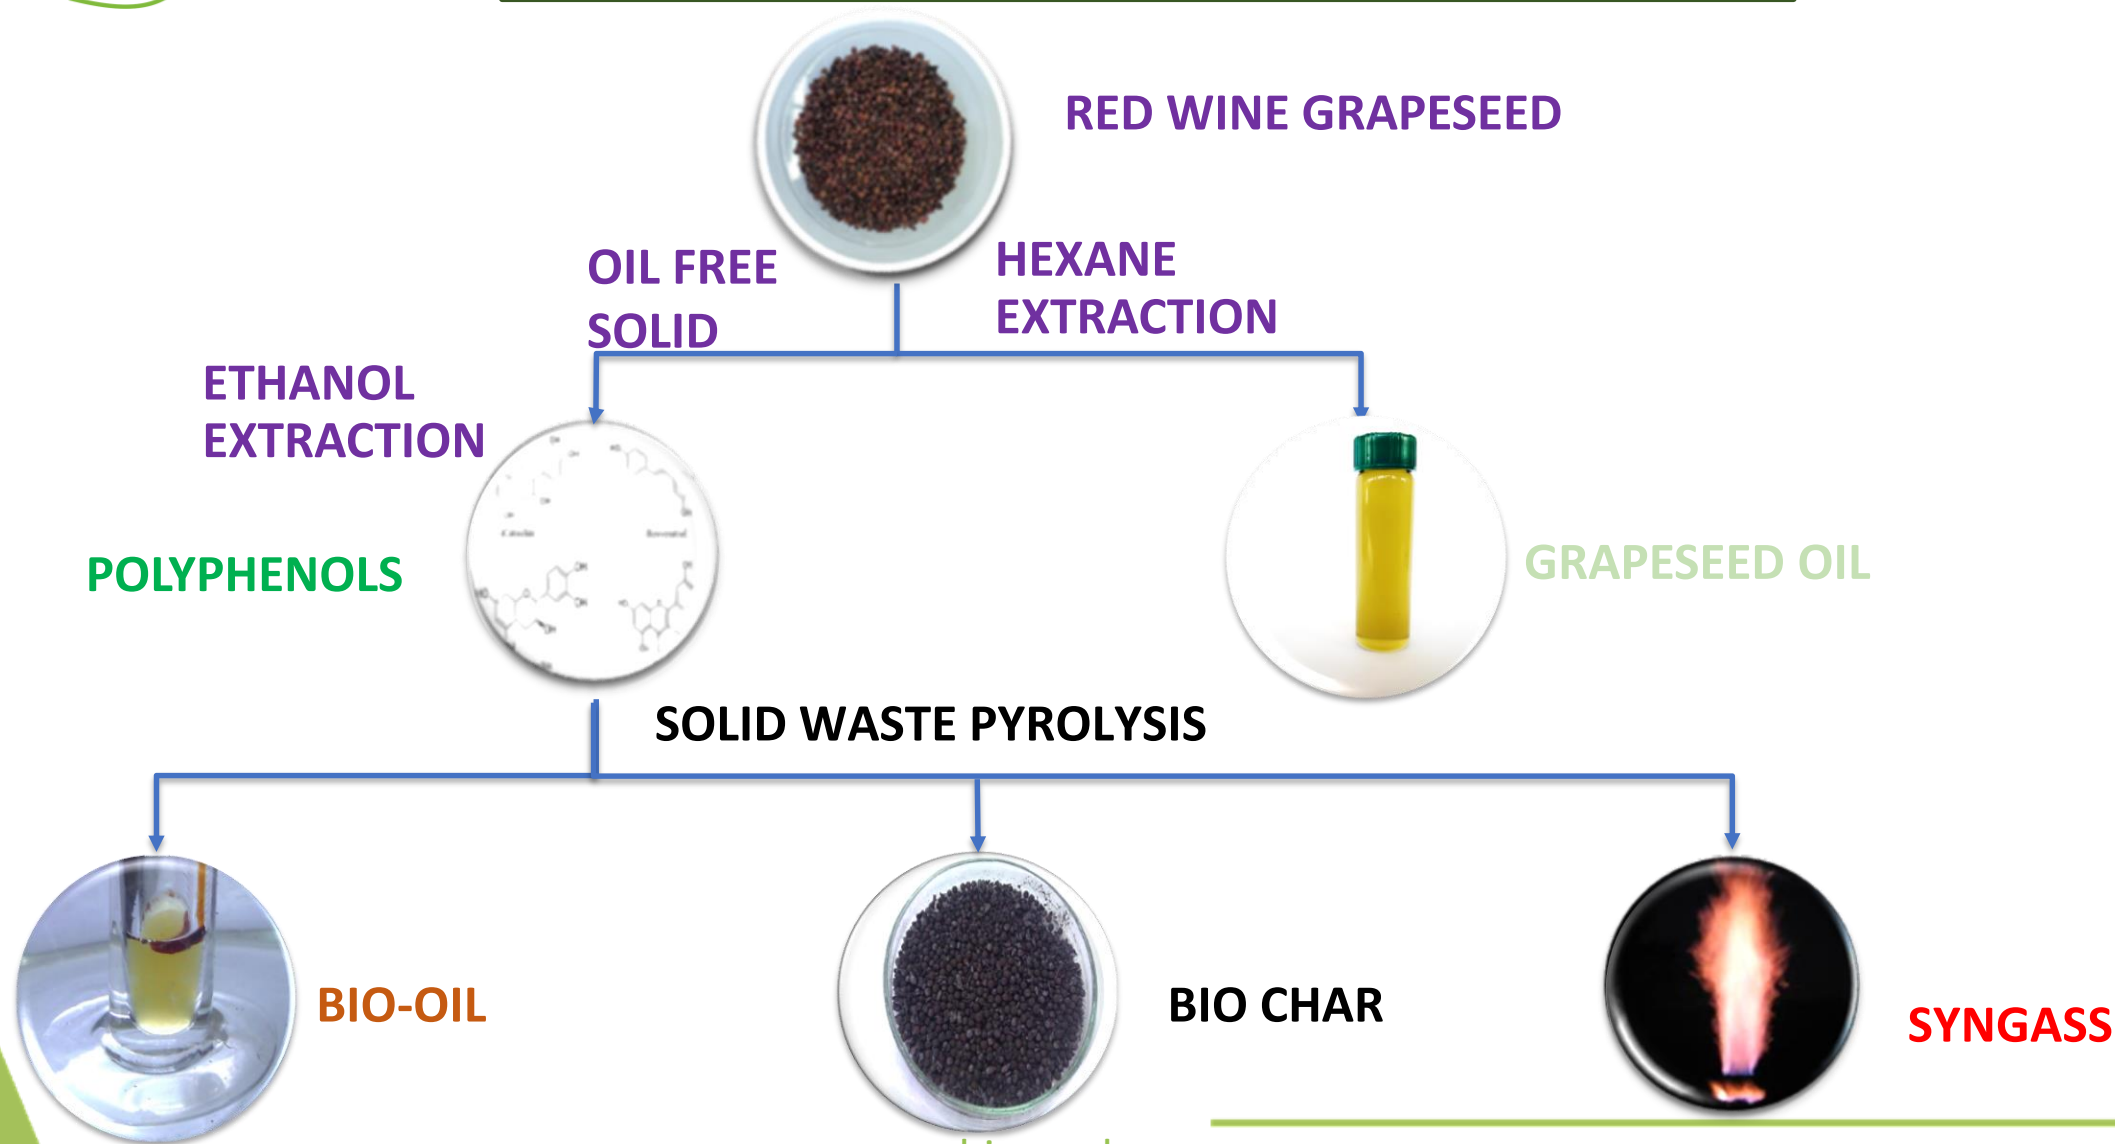 RED WINE GRAPESEED
OIL FREE
SOLID
HEXANE
EXTRACTION
ETHANOL
EXTRACTION
POLYPHENOLS
GRAPESEED OIL
SOLID WASTE PYROLYSIS
BIO-OIL
BIO CHAR
SYNGASS